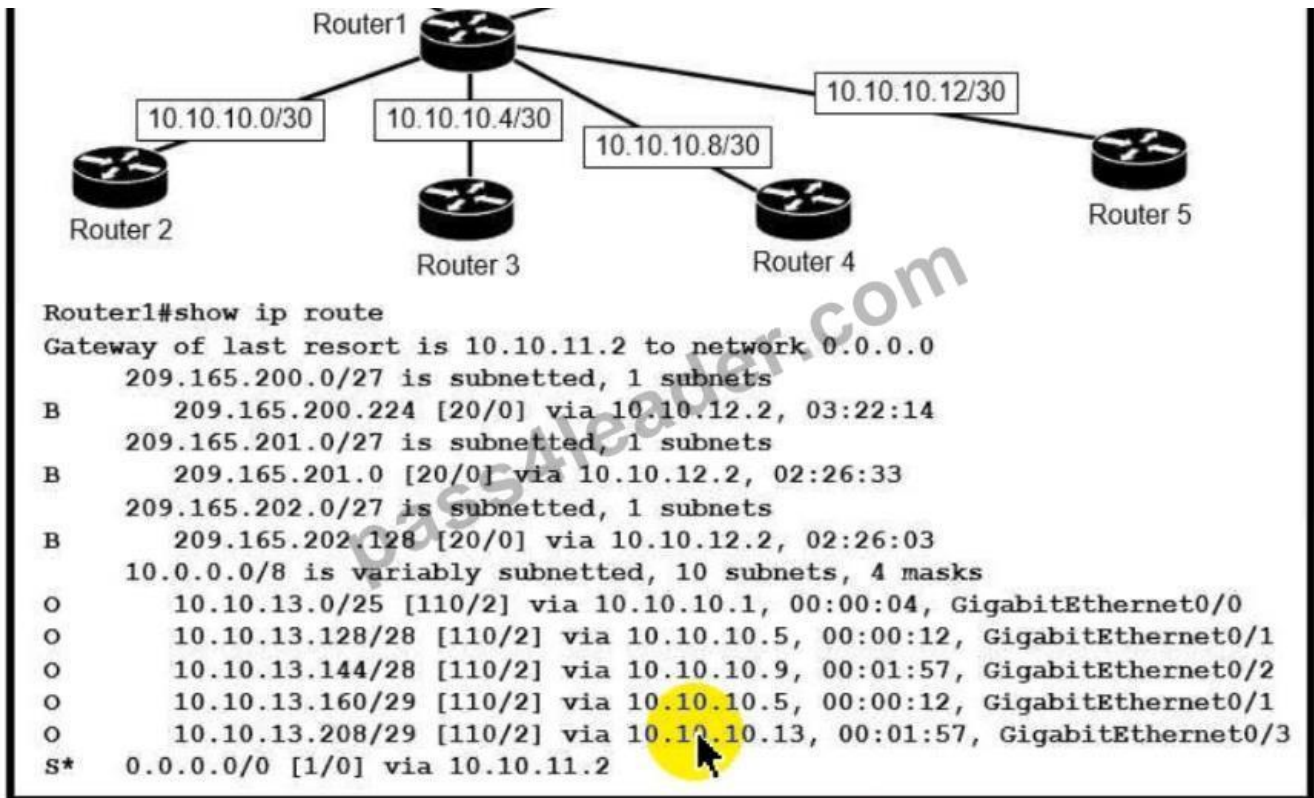 Router1
10.10.10.12/30
10.10.10.0/30
10.10.10.4/30
10.10.10.8/30
Router 2
Router 3
Router 4
Router 5
Router1#show ip route
Gateway of last resort is 10.10.11.2 to network 0.0.0.0
209.165.200.0/27 is subnetted, 1 subnets
B 209.165.200.224 [20/0] via 10.10.12.2, 03:22:14
209.165.201.0/27 is subnetted, 1 subnets
B 209.165.201.0 [20/0] via 10.10.12.2, 02:26:33
209.165.202.0/27 is subnetted, 1 subnets
B 209.165.202.128 [20/0] via 10.10.12.2, 02:26:03
10.0.0.0/8 is variably subnetted, 10 subnets, 4 masks
O 10.10.13.0/25 [110/2] via 10.10.10.1, 00:00:04, GigabitEthernet0/0
O 10.10.13.128/28 [110/2] via 10.10.10.5, 00:00:12, GigabitEthernet0/1
O 10.10.13.144/28 [110/2] via 10.10.10.9, 00:01:57, GigabitEthernet0/2
O 10.10.13.160/29 [110/2] via 10.10.10.5, 00:00:12, GigabitEthernet0/1
O 10.10.13.208/29 [110/2] via 10.10.10.13, 00:01:57, GigabitEthernet0/3
S* 0.0.0.0/0 [1/0] via 10.10.11.2
pass4leader.com